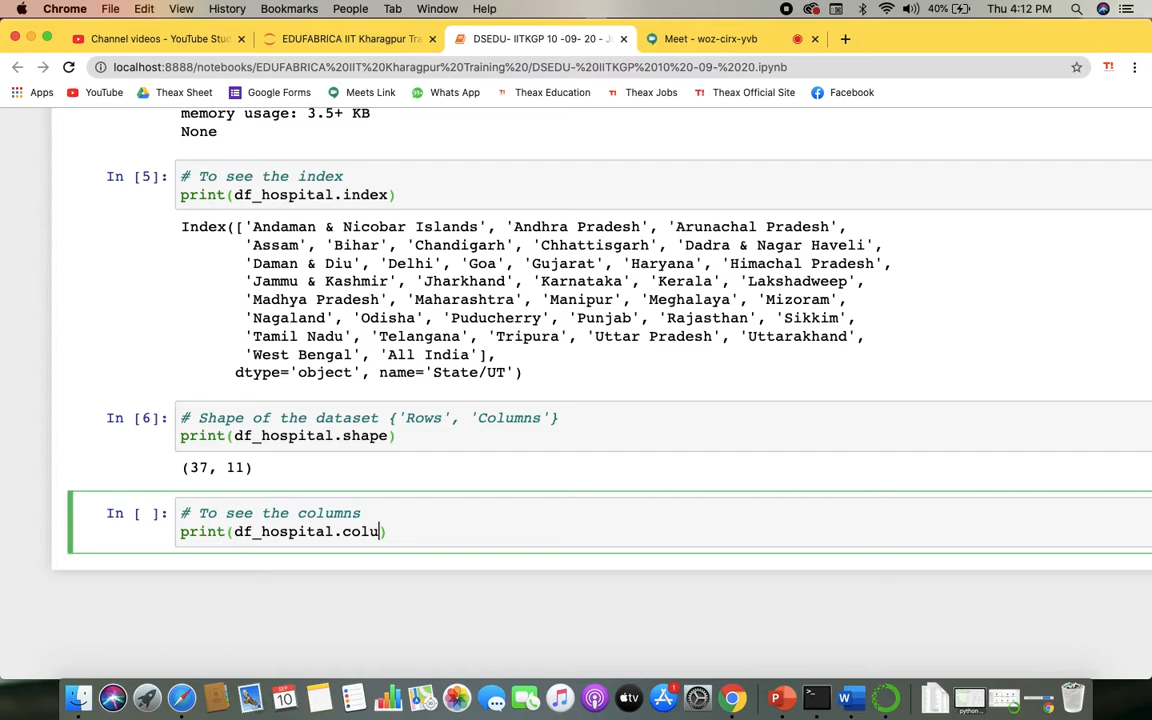 Chrome File Edit View History Bookmarks People Tab Window Help 40% Thu 4:12 PM
Channel videos - YouTube Stud EDUFABRICA IIT Kharagpur Tra DSEDU- IITKGP 10 -09- 20 - Ju Meet - woz-cirx-yvb
localhost:8888/notebooks/EDUFABRICA%20IIT%20Kharagpur%20Training%20/DSEDU-%20IITKGP%2010%20-09-%2020.ipynb T!
Apps YouTube Theax Sheet Google Forms Meets Link 99+ Whats App T! Theax Education T! Theax Jobs T! Theax Official Site Facebook
memory usage: 3.5+ KB
None
In [5]: # To see the index
print(df_hospital.index)
Index(['Andaman & Nicobar Islands', 'Andhra Pradesh', 'Arunachal Pradesh',
'Assam', 'Bihar', 'Chandigarh', 'Chhattisgarh', 'Dadra & Nagar Haveli',
'Daman & Diu', 'Delhi', 'Goa', 'Gujarat', 'Haryana', 'Himachal Pradesh',
'Jammu & Kashmir', 'Jharkhand', 'Karnataka', 'Kerala', 'Lakshadweep',
'Madhya Pradesh', 'Maharashtra', 'Manipur', 'Meghalaya', 'Mizoram',
'Nagaland', 'Odisha', 'Puducherry', 'Punjab', 'Rajasthan', 'Sikkim',
'Tamil Nadu', 'Telangana', 'Tripura', 'Uttar Pradesh', 'Uttarakhand',
'West Bengal', 'All India'],
dtype='object', name='State/UT')
In [6]: # Shape of the dataset {'Rows', 'Columns'}
print(df_hospital.shape)
(37, 11)
In [ ]: # To see the columns
print(df_hospital.colu)
SEP 10 tv 1